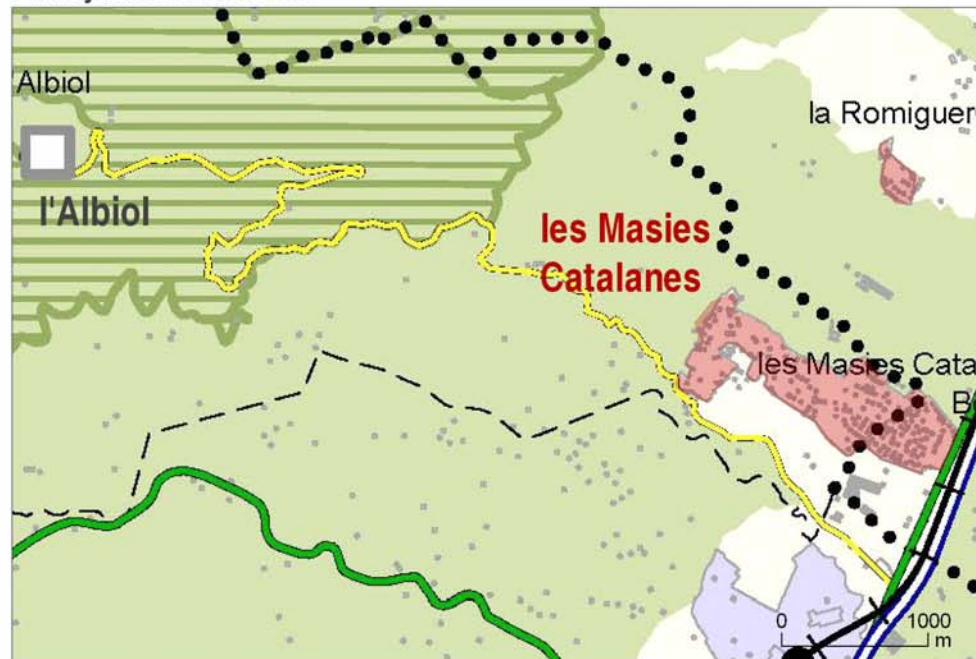 Albiol
la Romiguer
l'Albiol
les Masies
Catalanes
les Masies Cata
B
0 1000
m